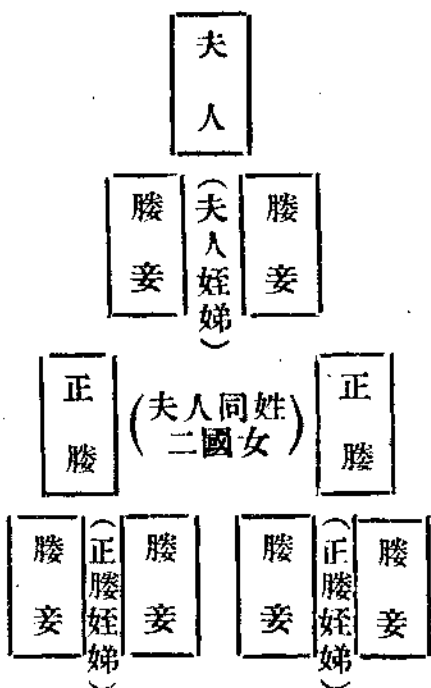 夫人
媵妾
（夫人姪娣）
媵妾
正媵
（夫人同姓
二國女）
正媵
媵妾
（正媵姪娣）
媵妾
媵妾
（正媵姪娣）
媵妾